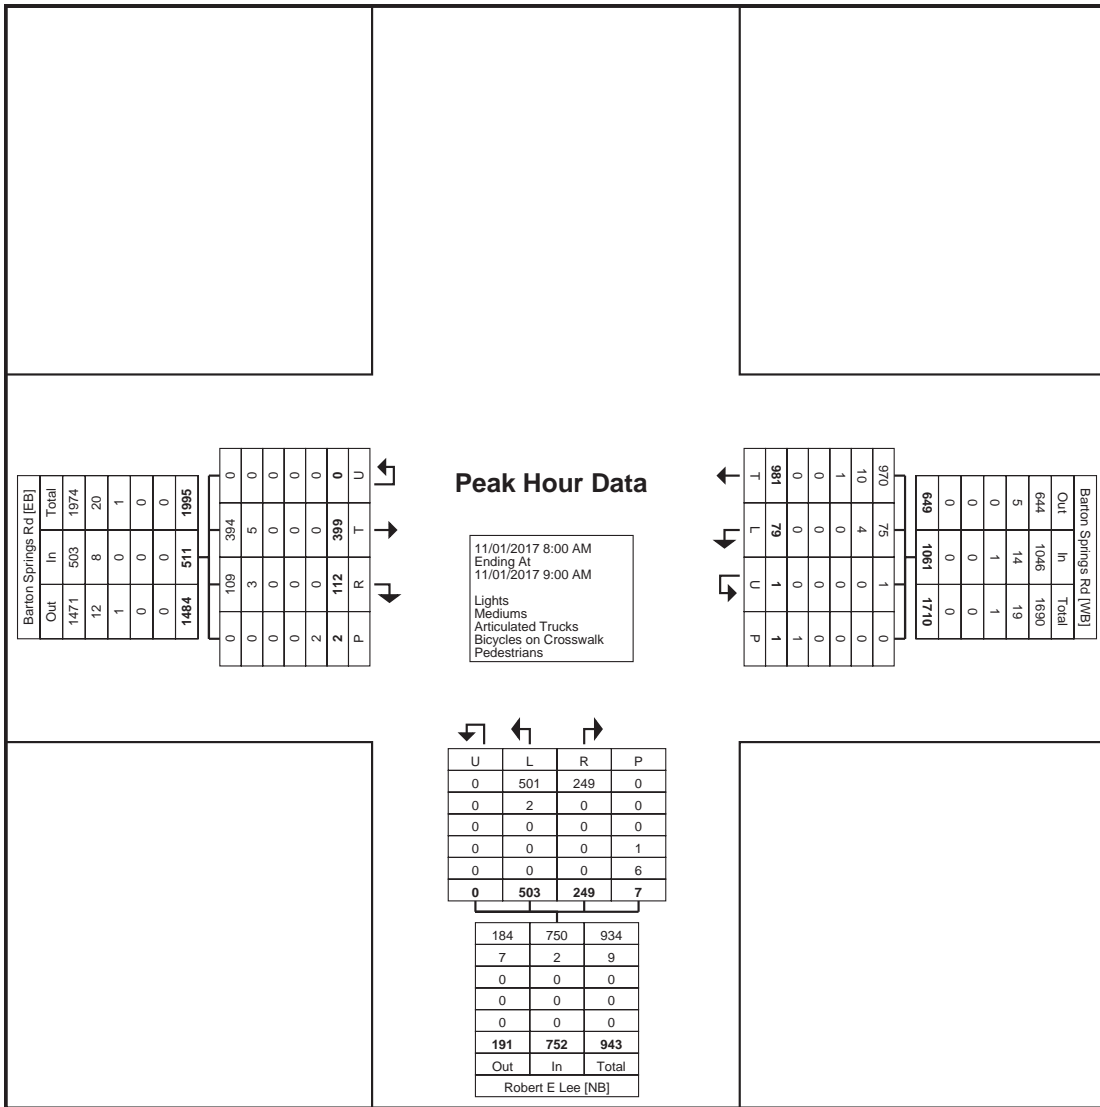 Peak Hour Data
11/01/2017 8:00 AM
Ending At
11/01/2017 9:00 AM
Lights
Mediums
Articulated Trucks
Bicycles on Crosswalk
Pedestrians
Barton Springs Rd [EB]
Total In Out
1974 503 1471
20 8 12
1 0 1
0 0 0
0 0 0
1995 511 1484
0 394 109 0
0 5 3 0
0 0 0 0
0 0 0 0
0 0 0 2
0 399 112 2
U T R P
Barton Springs Rd [WB]
Out In Total
644 1046 1690
5 14 19
0 1 1
0 0 0
0 0 0
649 1061 1710
970 75 1 0
10 4 0 0
1 0 0 0
0 0 0 0
0 0 0 1
981 79 1 1
T L U P
U L R P
0 501 249 0
0 2 0 0
0 0 0 0
0 0 0 1
0 0 0 6
0 503 249 7
184 750 934
7 2 9
0 0 0
0 0 0
0 0 0
191 752 943
Out In Total
Robert E Lee [NB]